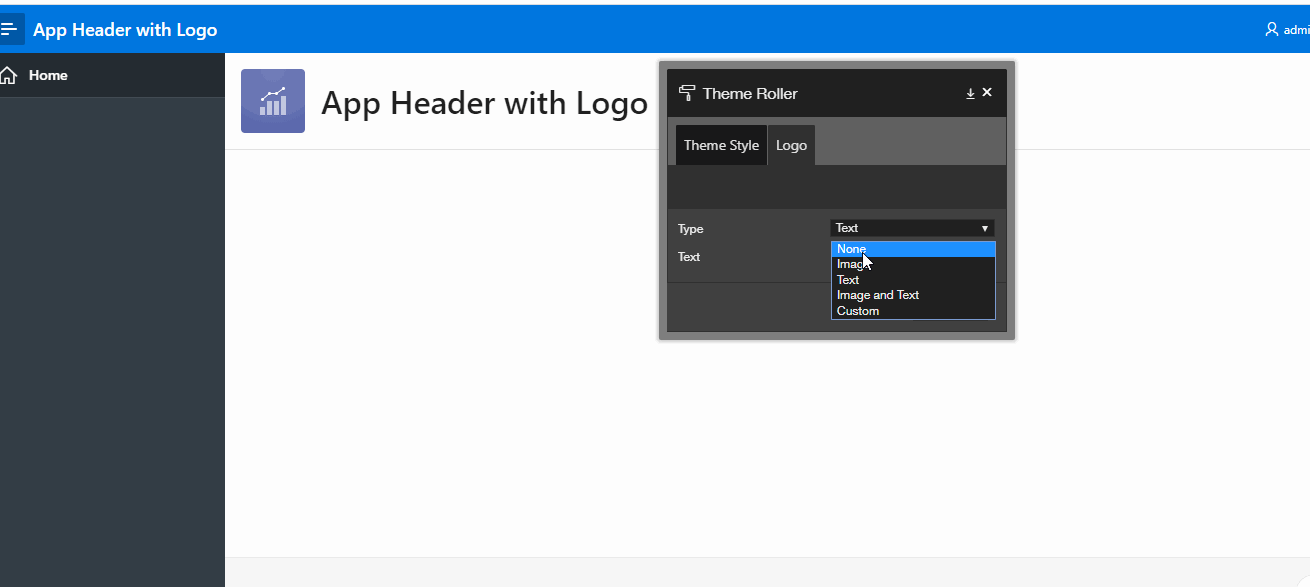 App Header with Logo
admi
Home
App Header with Logo
Theme Roller
Theme Style
Logo
Type
Text
Text
None
Image
Text
Image and Text
Custom